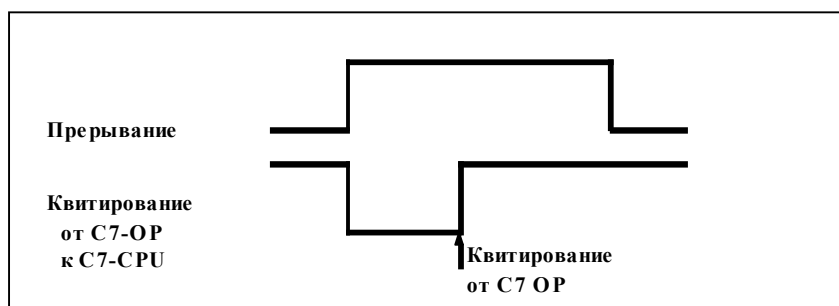 Прерывание
Квитирование
от C7-OP
к C7-CPU
Квитирование
от C7 OP